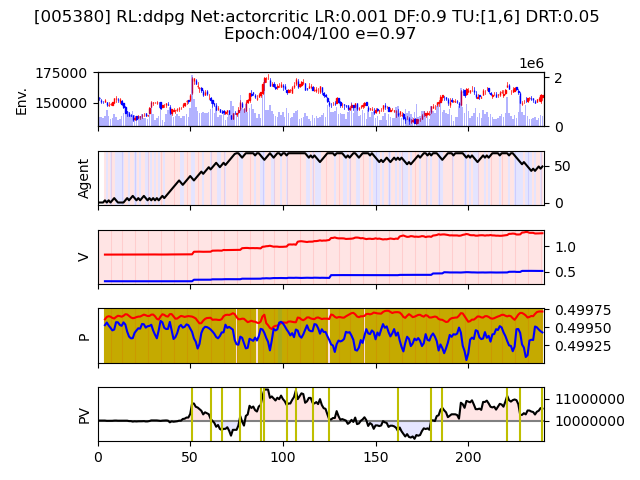 [005380] RL:ddpg Net:actorcritic LR:0.001 DF:0.9 TU:[1,6] DRT:0.05
Epoch:004/100 e=0.97
1e6
Env.
175000
150000
2
0
Agent
50
0
V
1.0
0.5
P
0.49975
0.49950
0.49925
PV
11000000
10000000
0
50
100
150
200